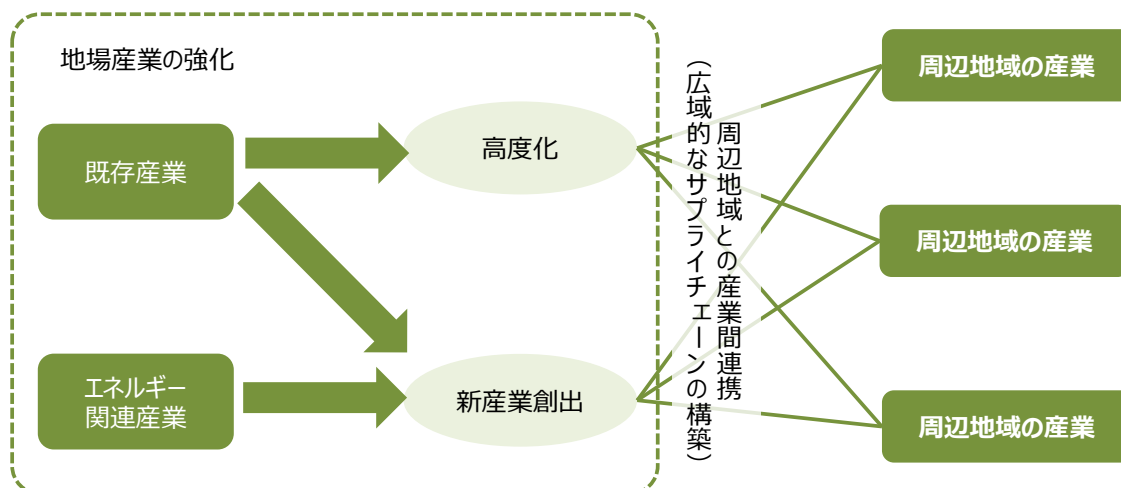 地場産業の強化
既存産業
エネルギー
関連産業
高度化
新産業創出
周辺地域との産業間連携
（広域的なサプライチェーンの構築）
周辺地域の産業
周辺地域の産業
周辺地域の産業